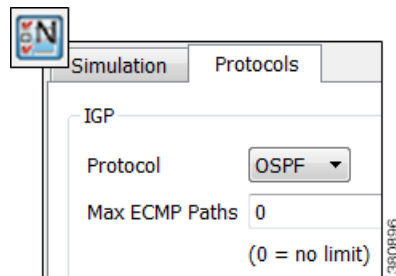 N
Simulation Protocols
IGP
Protocol OSPF
Max ECMP Paths 0
(0 = no limit)
380896